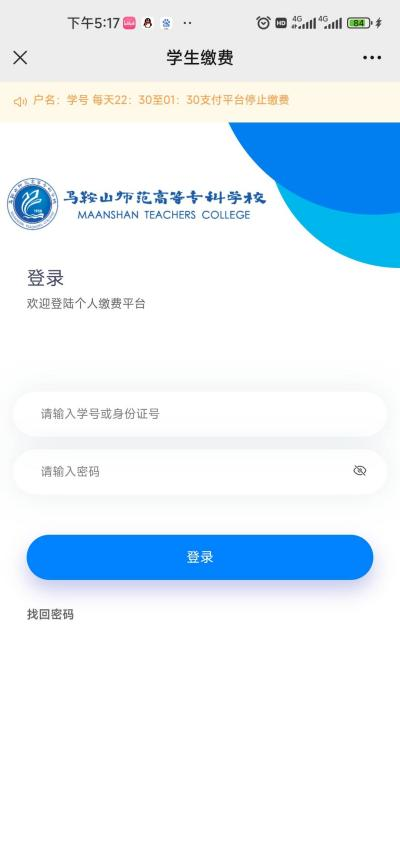 下午5:17
HD 4G 4G 84
学生缴费
户名：学号 每天22：30至01：30支付平台停止缴费
马鞍山师范高等专科学校
MAANSHAN TEACHERS COLLEGE
登录
欢迎登陆个人缴费平台
请输入学号或身份证号
请输入密码
登录
找回密码